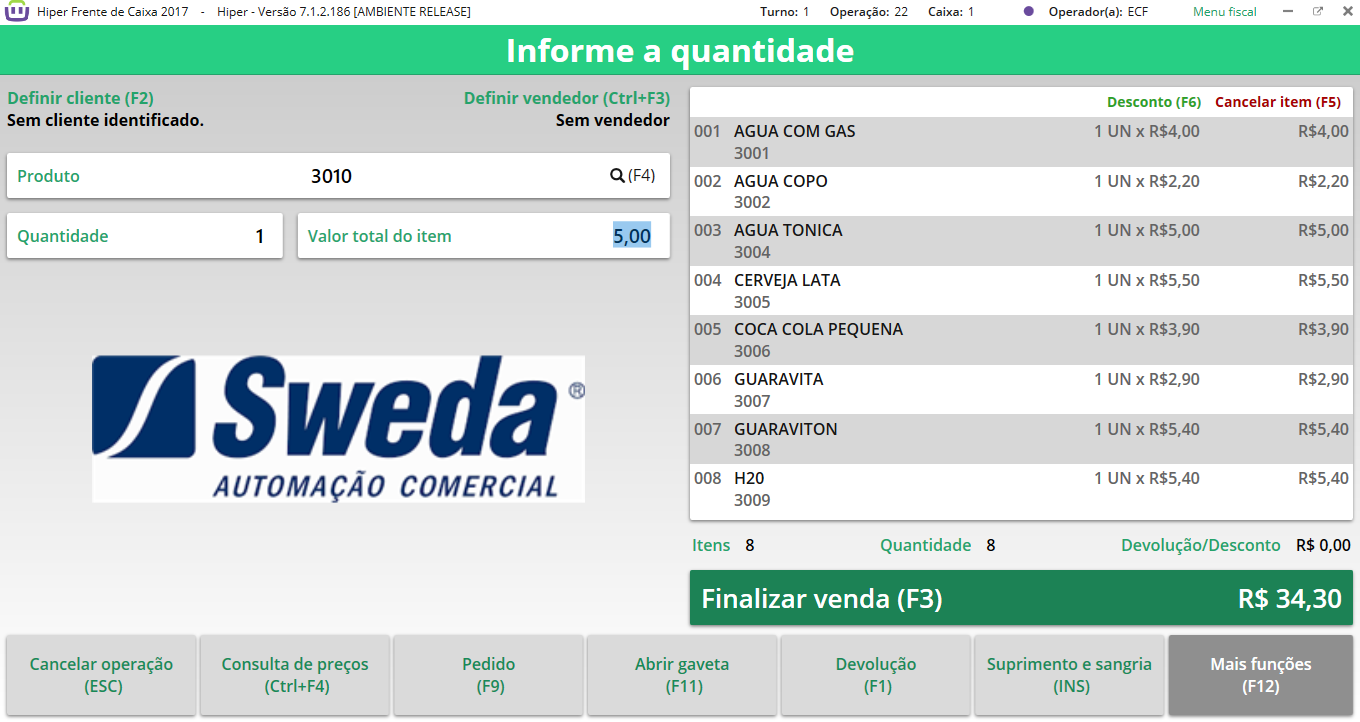 Hiper Frente de Caixa 2017 - Hiper - Versão 7.1.2.186 [AMBIENTE RELEASE] Turno: 1 Operação: 22 Caixa: 1 Operador(a): ECF Menu fiscal
Informe a quantidade
Definir cliente (F2) Definir vendedor (Ctrl+F3)
Sem cliente identificado. Sem vendedor
Produto 3010 (F4)
Quantidade 1 Valor total do item 5,00
Sweda ®
AUTOMAÇÃO COMERCIAL
Desconto (F6) Cancelar item (F5)
001 AGUA COM GAS 1 UN x R$4,00 R$4,00
3001
002 AGUA COPO 1 UN x R$2,20 R$2,20
3002
003 AGUA TONICA 1 UN x R$5,00 R$5,00
3004
004 CERVEJA LATA 1 UN x R$5,50 R$5,50
3005
005 COCA COLA PEQUENA 1 UN x R$3,90 R$3,90
3006
006 GUARAVITA 1 UN x R$2,90 R$2,90
3007
007 GUARAVITON 1 UN x R$5,40 R$5,40
3008
008 H20 1 UN x R$5,40 R$5,40
3009
Itens 8 Quantidade 8 Devolução/Desconto R$ 0,00
Finalizar venda (F3) R$ 34,30
Cancelar operação
(ESC)
Consulta de preços
(Ctrl+F4)
Pedido
(F9)
Abrir gaveta
(F11)
Devolução
(F1)
Suprimento e sangria
(INS)
Mais funções
(F12)